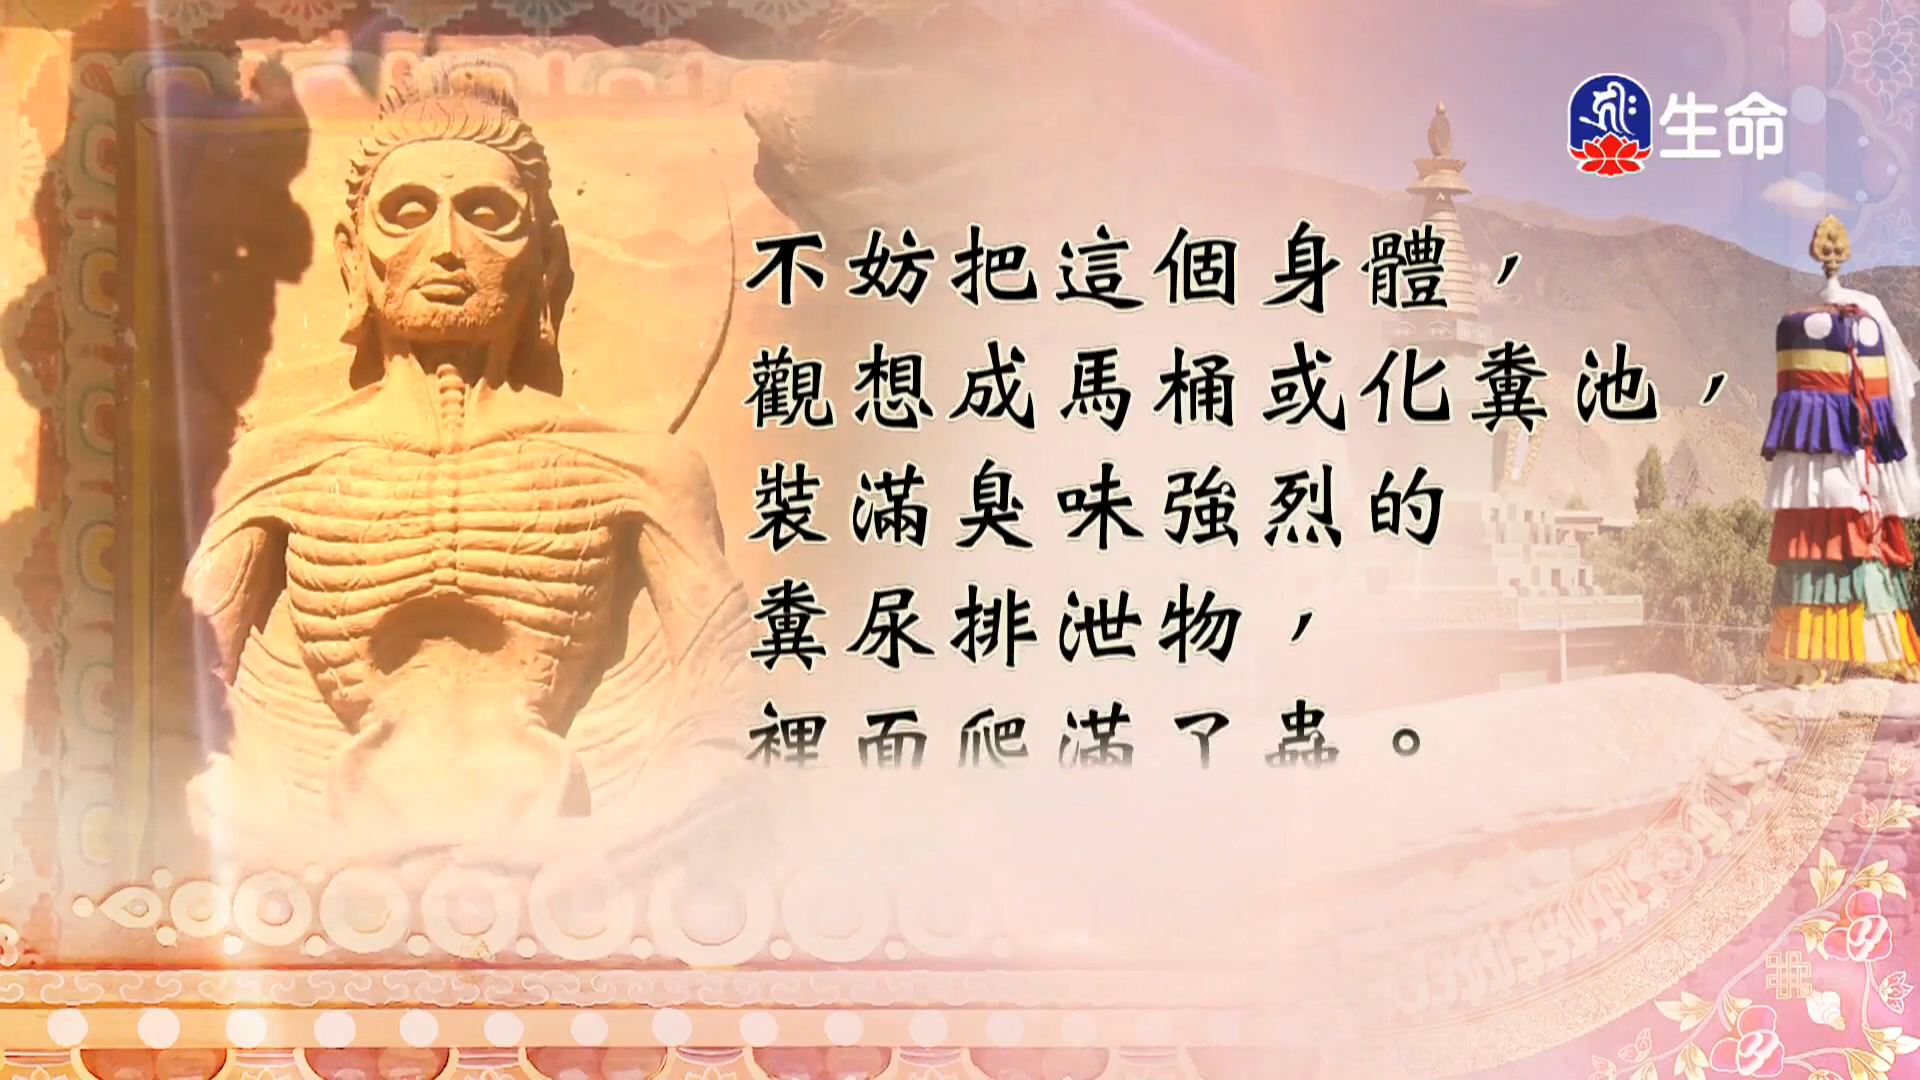 生命
不妨把這個身體，
觀想成馬桶或化糞池，
裝滿臭味強烈的
糞尿排泄物，
裡面爬滿了蟲。